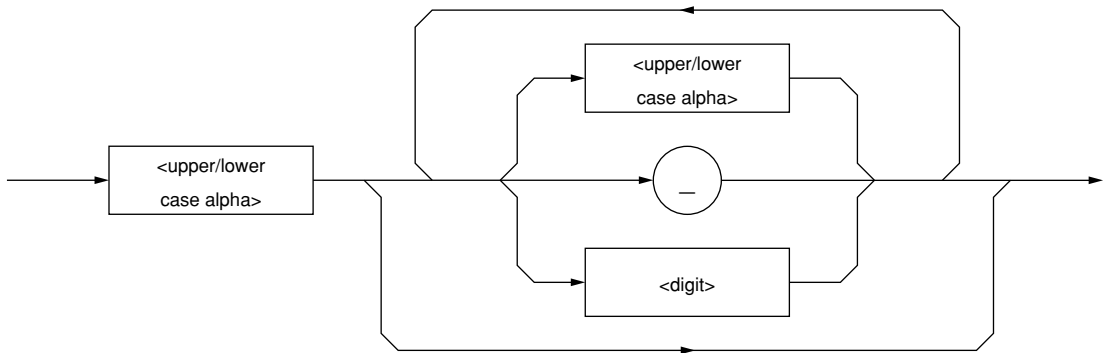 <upper/lower
case alpha>
<upper/lower
case alpha>
_
<digit>